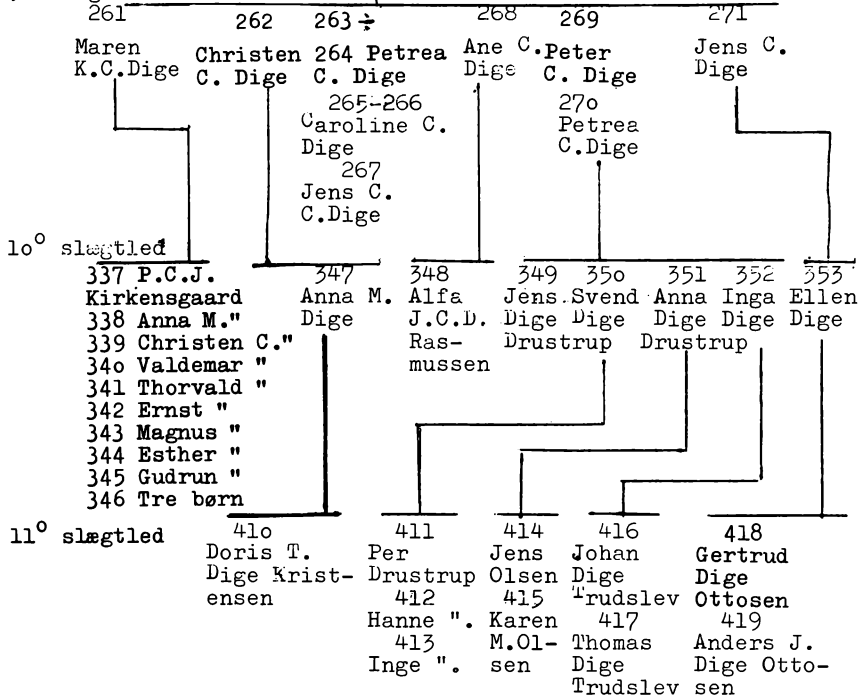 261
Maren
K.C.Dige
262
Christen
C. Dige
263 ÷
264 Petrea
C. Dige
265-266
Caroline C.
Dige
267
Jens C.
C.Dige
268
Ane C.
Dige
269
Peter
C. Dige
27o
Petrea
C.Dige
271
Jens C.
Dige
lo° slægtled
337 P.C.J.
Kirkensgaard
338 Anna M."
339 Christen C."
34o Valdemar "
341 Thorvald "
342 Ernst "
343 Magnus "
344 Esther "
345 Gudrun "
346 Tre børn
347
Anna M.
Dige
348
Alfa
J.C.D.
Ras-
mussen
349
Jens
Dige
Drustrup
35o
Svend
Dige
351
Anna
Dige
Drustrup
352
Inga
Dige
353
Ellen
Dige
11° slægtled
41o
Doris T.
Dige Krist-
ensen
411
Per
Drustrup
412
Hanne ".
413
Inge ".
414
Jens
Olsen
415
Karen
M.Ol-
sen
416
Johan
Dige
Trudslev
417
Thomas
Dige
Trudslev
418
Gertrud
Dige
Ottosen
419
Anders J.
Dige Otto-
sen